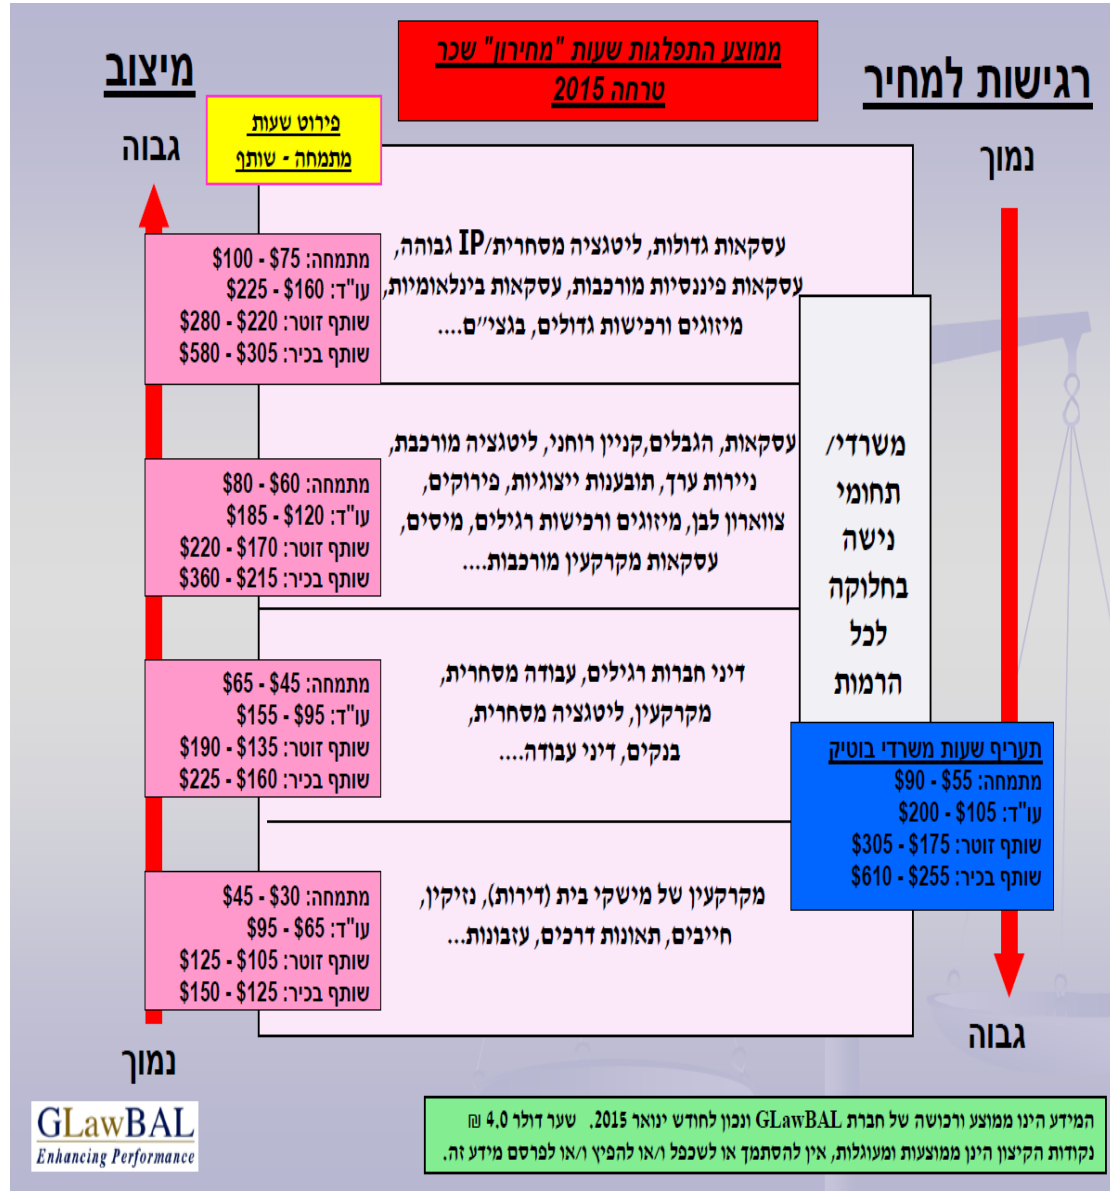 ממוצע התפלגות שעות "מחירון" שכר
טרחה 2015
רגישות למחיר
נמוך
גבוה
מיצוב
גבוה
נמוך
פירוט שעות
מתמחה - שותף
עסקאות גדולות, ליטגציה מסחרית/IP גבוהה,
עסקאות פיננסיות מורכבות, עסקאות בינלאומיות,
מיזוגים ורכישות גדולים, בגצי״ם....
מתמחה: $75 - $100
עו"ד: $160 - $225
שותף זוטר: $220 - $280
שותף בכיר: $305 - $580
עסקאות, הגבלים,קניין רוחני, ליטגציה מורכבת,
ניירות ערך, תובענות ייצוגיות, פירוקים,
צווארון לבן, מיזוגים ורכישות רגילים, מיסים,
עסקאות מקרקעין מורכבות....
מתמחה: $60 - $80
עו"ד: $120 - $185
שותף זוטר: $170 - $220
שותף בכיר: $215 - $360
דיני חברות רגילים, עבודה מסחרית,
מקרקעין, ליטגציה מסחרית,
בנקים, דיני עבודה....
מתמחה: $45 - $65
עו"ד: $95 - $155
שותף זוטר: $135 - $190
שותף בכיר: $160 - $225
מקרקעין של מישקי בית (דירות), נזיקין,
חייבים, תאונות דרכים, עזבונות...
מתמחה: $30 - $45
עו"ד: $65 - $95
שותף זוטר: $105 - $125
שותף בכיר: $125 - $150
משרדי/
תחומי
נישה
בחלוקה
לכל
הרמות
תעריף שעות משרדי בוטיק
מתמחה: $55 - $90
עו"ד: $105 - $200
שותף זוטר: $175 - $305
שותף בכיר: $255 - $610
המידע הינו ממוצע ורכושה של חברת GLawBAL ונכון לחודש ינואר 2015. שער דולר 4.0 ₪
נקודות הקיצון הינן ממוצעות ומעוגלות, אין להסתמך או לשכפל ו/או להפיץ ו/או לפרסם מידע זה.
GLawBAL
Enhancing Performance